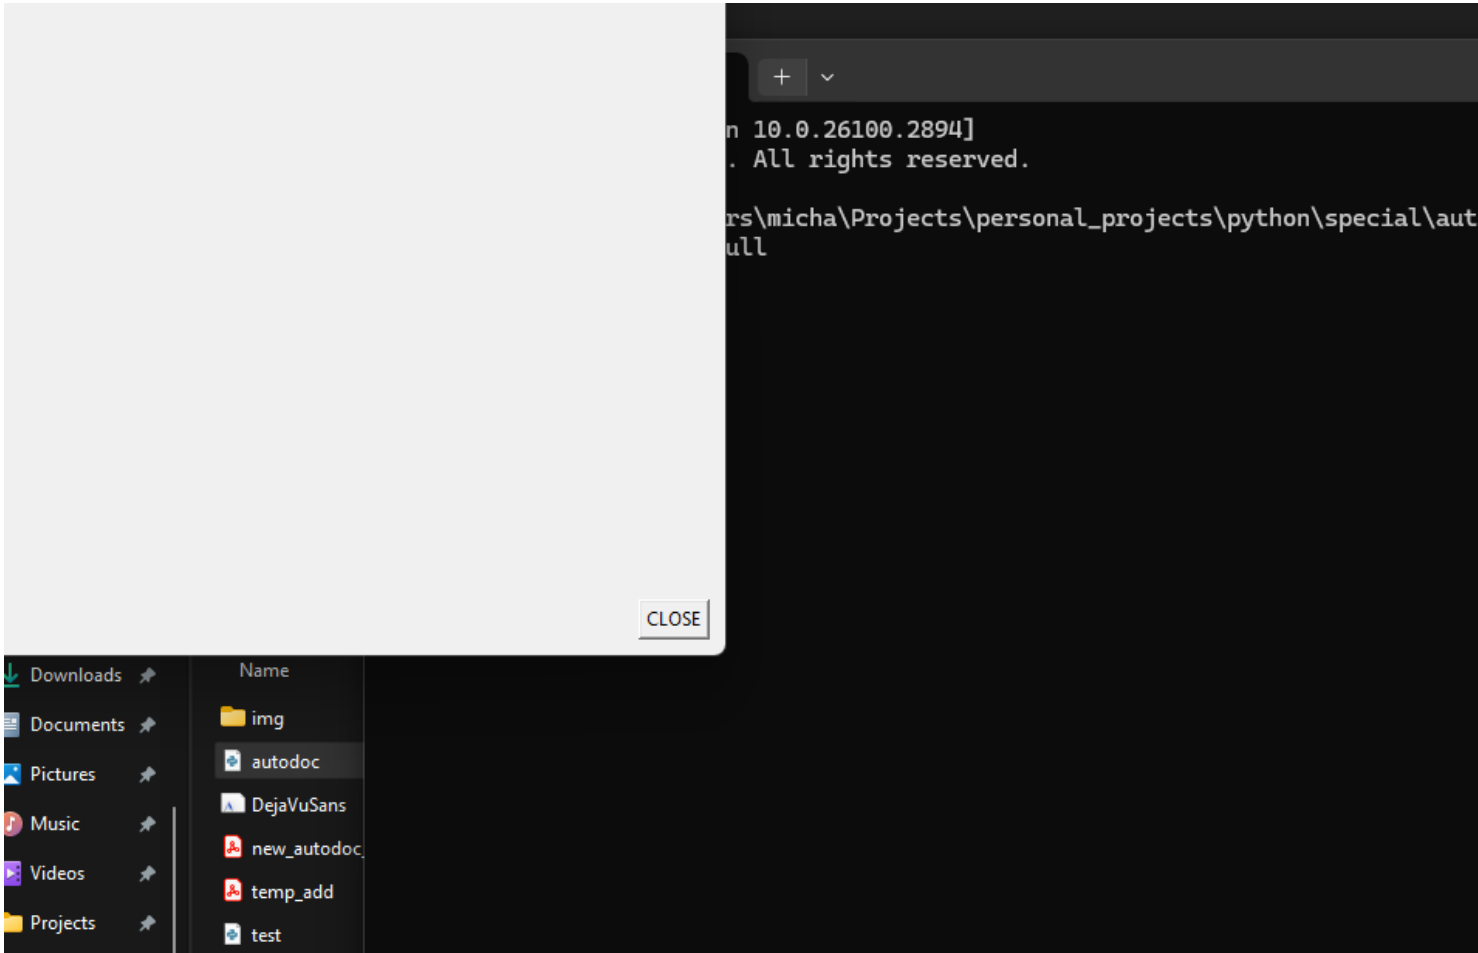 n 10.0.26100.2894]
. All rights reserved.
rs\micha\Projects\personal_projects\python\special\aut
ull
CLOSE
Downloads
Documents
Pictures
Music
Videos
Projects
Name
img
autodoc
DejaVuSans
new_autodoc_
temp_add
test